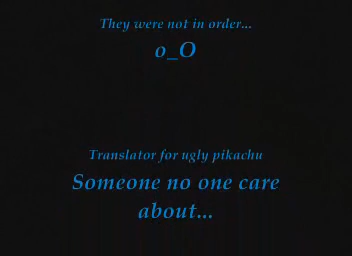 They were not in order...
o_O
Translator for ugly pikachu
Someone no one care
about...